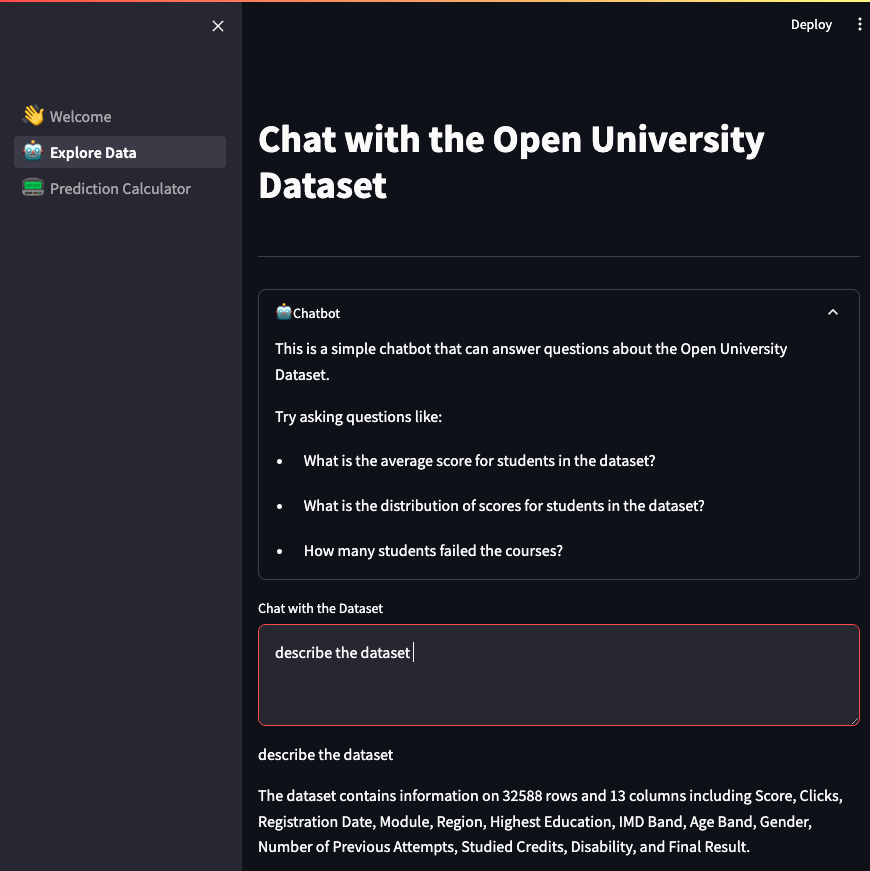 Deploy
Welcome
Explore Data
Prediction Calculator
Chat with the Open University
Dataset
Chatbot
This is a simple chatbot that can answer questions about the Open University
Dataset.
Try asking questions like:
• What is the average score for students in the dataset?
• What is the distribution of scores for students in the dataset?
• How many students failed the courses?
Chat with the Dataset
describe the dataset
describe the dataset
The dataset contains information on 32588 rows and 13 columns including Score, Clicks,
Registration Date, Module, Region, Highest Education, IMD Band, Age Band, Gender,
Number of Previous Attempts, Studied Credits, Disability, and Final Result.